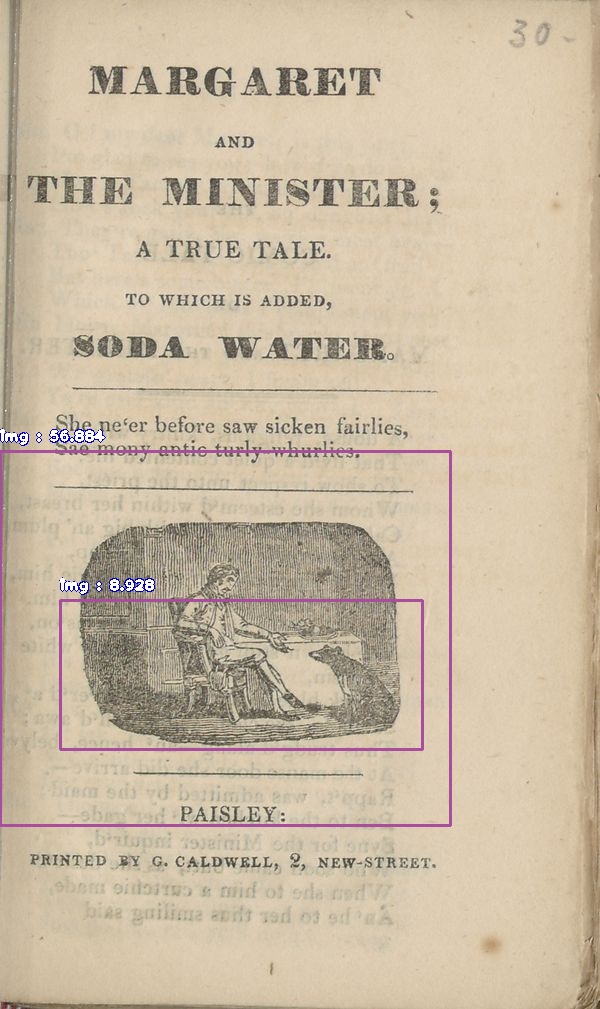 30-
MARGARET
AND
THE MINISTER;
A TRUE TALE.
TO WHICH IS ADDED,
SODA WATER.
She ne‘er before saw sicken fairlies,
Sae mony antic turly-whurlies.
img : 56.884
img : 8.928
PAISLEY:
PRINTED BY G. CALDWELL, 2, NEW-STREET.